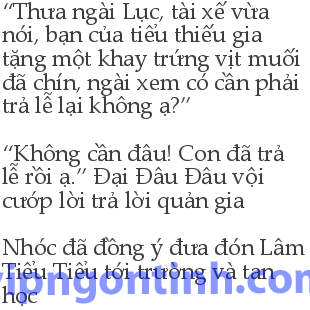 “Thưa ngài Lục, tài xế vừa
nói, bạn của tiểu thiếu gia
tặng một khay trứng vịt muối
đã chín, ngài xem có cần phải
trả lễ lại không ạ?”
“Không cần đâu! Con đã trả
lễ rồi ạ.” Đại Đâu Đâu vội
cướp lời trả lời quản gia
Nhóc đã đồng ý đưa đón Lâm
Tiểu Tiểu tới trường và tan
học
vipngontinh.com